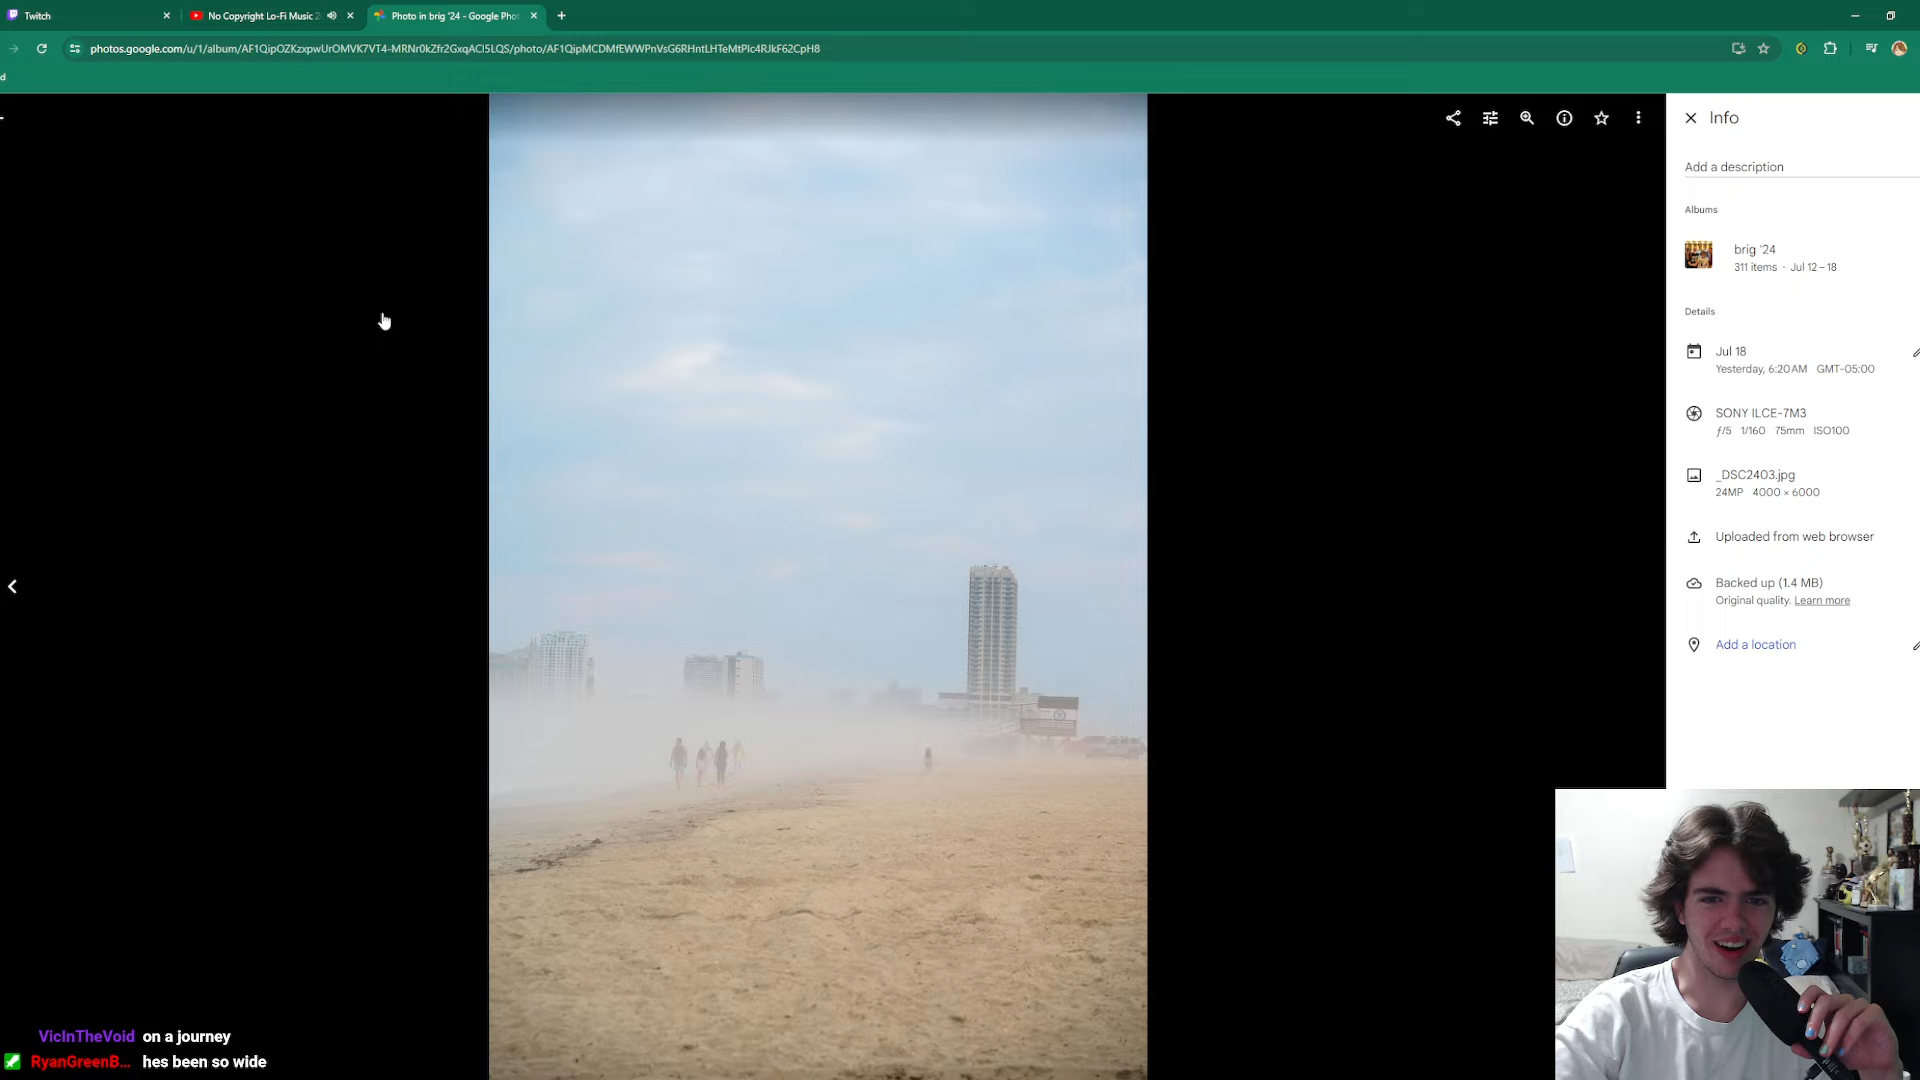 Twitch
No Copyright Lo-Fi Music 2
Photo in brig '24 - Google Pho
photos.google.com/u/1/album/AF1QipOZKzxpwUrOMVK7VT4-MRNr0kZfr2GxqACl5LQS/photo/AF1QipMCDMfEWWPnVsG6RHntLHTeMtPlc4RJkF62CpH8
d
Info
Add a description
Albums
brig '24
311 items · Jul 12 – 18
Details
Jul 18
Yesterday, 6:20 AM GMT-05:00
SONY ILCE-7M3
ƒ/5 1/160 75mm ISO100
_DSC2403.jpg
24MP 4000 × 6000
Uploaded from web browser
Backed up (1.4 MB)
Original quality. Learn more
Add a location
VicInTheVoid on a journey
RyanGreenB... hes been so wide